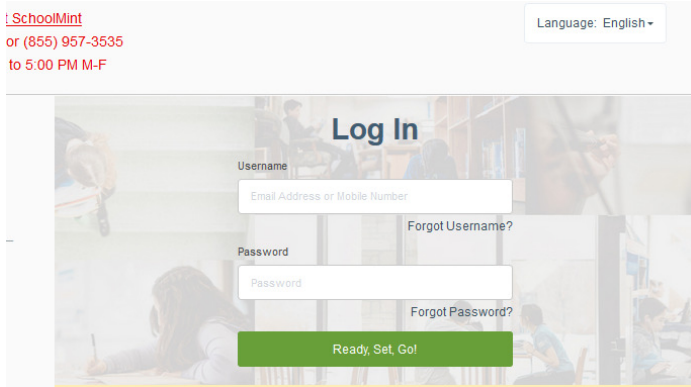 t SchoolMint
or (855) 957-3535
to 5:00 PM M-F
Language: English
Log In
Username
Email Address or Mobile Number
Forgot Username?
Password
Password
Forgot Password?
Ready, Set, Go!